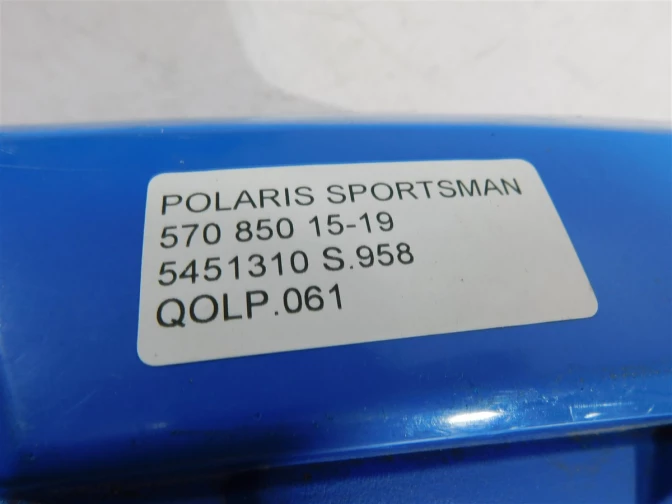 POLARIS SPORTSMAN
570 850 15-19
5451310 S.958
QOLP.061